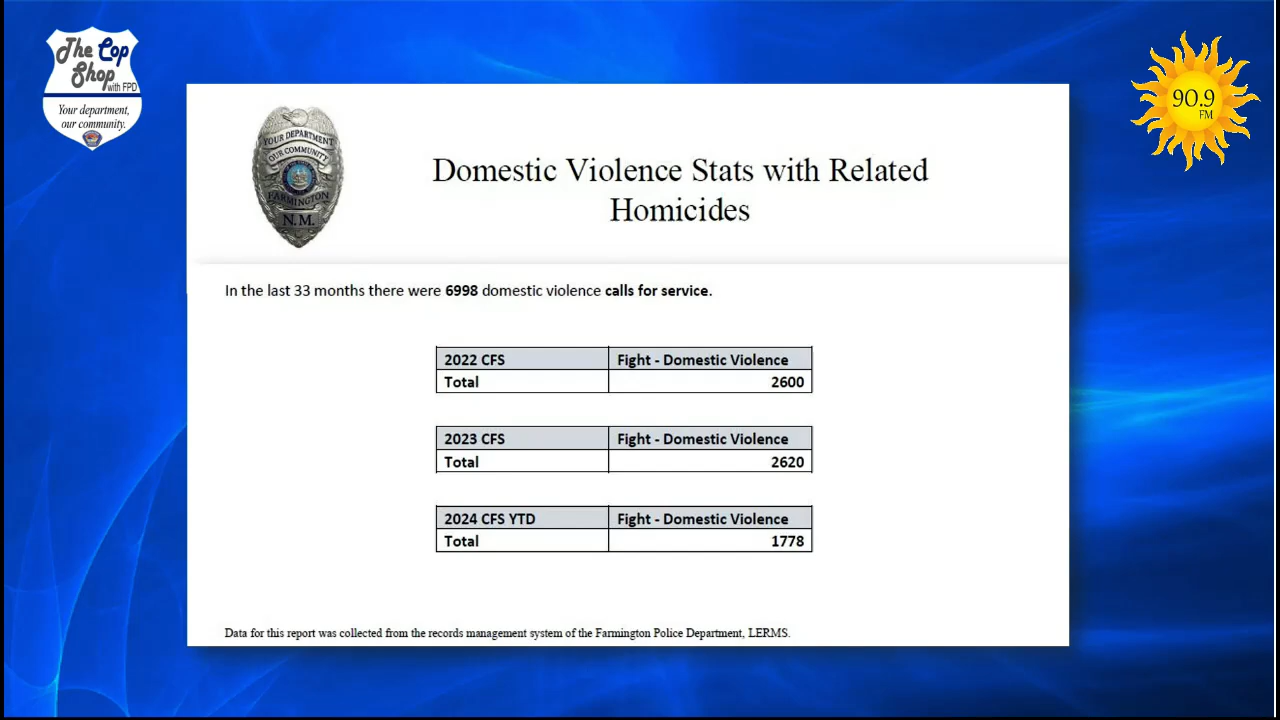 The Cop
Shop
with FPD
Your department,
our community.
90.9
FM
YOUR DEPARTMENT
OUR COMMUNITY
FARMINGTON
N.M.
Domestic Violence Stats with Related
Homicides
In the last 33 months there were 6998 domestic violence calls for service.
2022 CFS Fight - Domestic Violence
Total 2600
2023 CFS Fight - Domestic Violence
Total 2620
2024 CFS YTD Fight - Domestic Violence
Total 1778
Data for this report was collected from the records management system of the Farmington Police Department, LERMS.